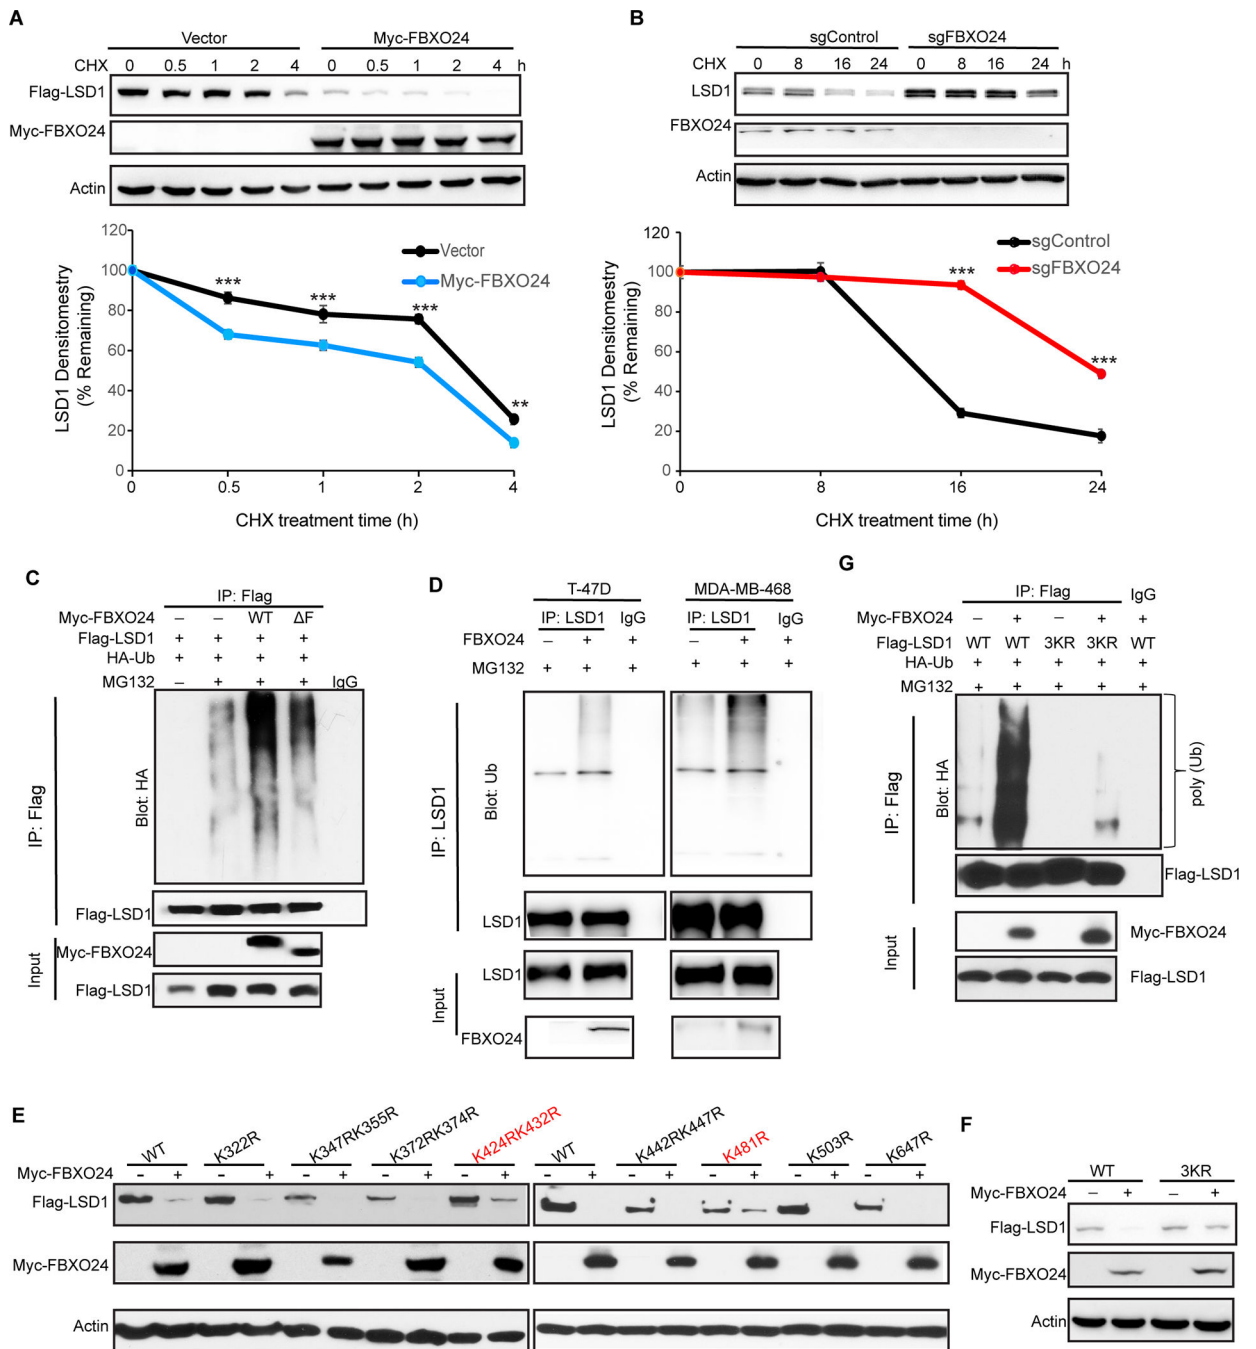 A
Vector Myc-FBXO24
CHX 0 0.5 1 2 4 0 0.5 1 2 4 h
Flag-LSD1
Myc-FBXO24
Actin
120
100
80
60
40
20
0
LSD1 Densitomestry
(% Remaining)
Vector
Myc-FBXO24
*** *** *** **
0 0.5 1 2 4
CHX treatment time (h)
B
sgControl sgFBXO24
CHX 0 8 16 24 0 8 16 24 h
LSD1
FBXO24
Actin
120
100
80
60
40
20
0
LSD1 Densitomestry
(% Remaining)
sgControl
sgFBXO24
*** ***
0 8 16 24
CHX treatment time (h)
C
IP: Flag
Myc-FBXO24 – – WT ΔF
Flag-LSD1 + + + +
HA-Ub + + + +
MG132 – + + + IgG
IP: Flag
Blot: HA
Flag-LSD1
Input
Myc-FBXO24
Flag-LSD1
D
T-47D MDA-MB-468
IP: LSD1 IgG IP: LSD1 IgG
FBXO24 + + + +
MG132 + + + + + +
IP: LSD1
Blot: Ub
LSD1
Input
LSD1
FBXO24
G
IP: Flag IgG
Myc-FBXO24 – + – + +
Flag-LSD1 WT WT 3KR 3KR WT
HA-Ub + + + + +
MG132 + + + + +
IP: Flag
Blot: HA
poly (Ub)
Flag-LSD1
Input
Myc-FBXO24
Flag-LSD1
E
WT K322R K347RK355R K372RK374R K424RK432R WT K442RK447R K481R K503R K647R
Myc-FBXO24 - + - + - + - + - + - + - + - + - + - +
Flag-LSD1
Myc-FBXO24
Actin
F
WT 3KR
Myc-FBXO24 – + – +
Flag-LSD1
Myc-FBXO24
Actin